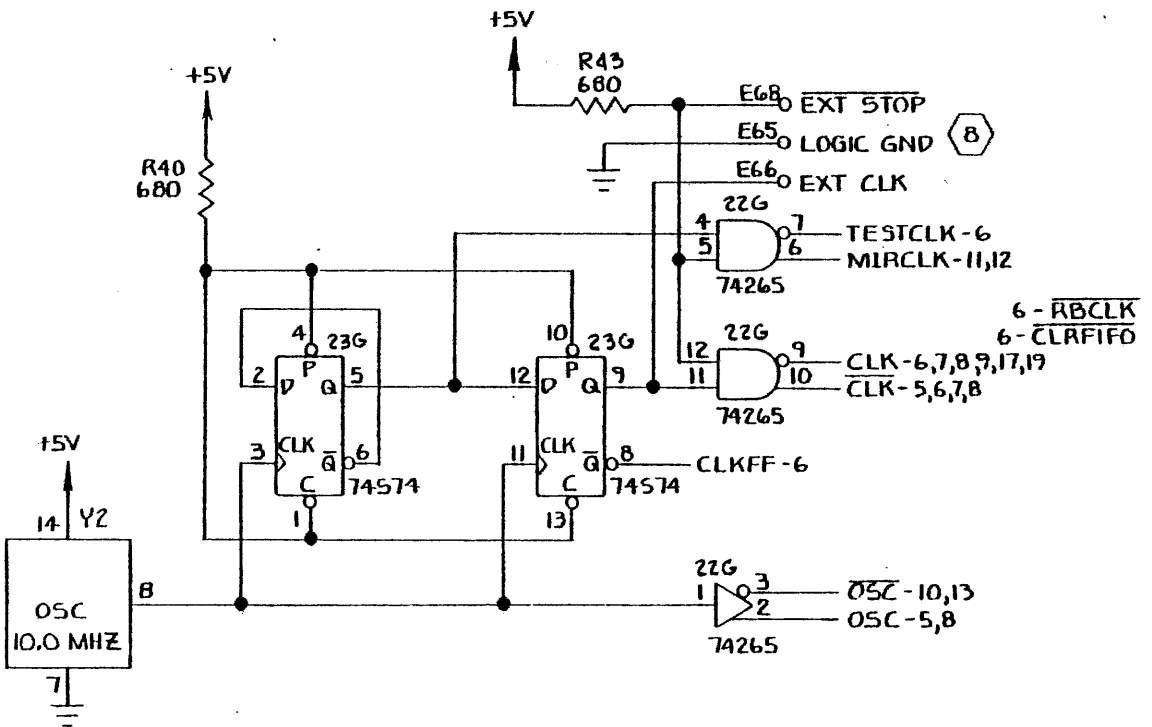 +5V
R43
680
+5V
E68 EXT STOP
E65 LOGIC GND 8
E66 EXT CLK
R40
680
22G
4 7 TESTCLK-6
5 6 MIRCLK-11,12
74265
6-RBCLK
6-CLRFIFO
4 23G
10 23G
22G
P
P
12 9 CLK-6,7,8,9,17,19
2 D Q 5
12 D Q 9
11 10 CLK-5,6,7,8
74265
3 CLK Q 6
11 CLK Q 8 CLKFF-6
C 74S74
C 74S74
1
13
+5V
14 Y2
8
OSC
10.0 MHZ
7
22G
1 3 OSC-10,13
2 OSC-5,8
74265